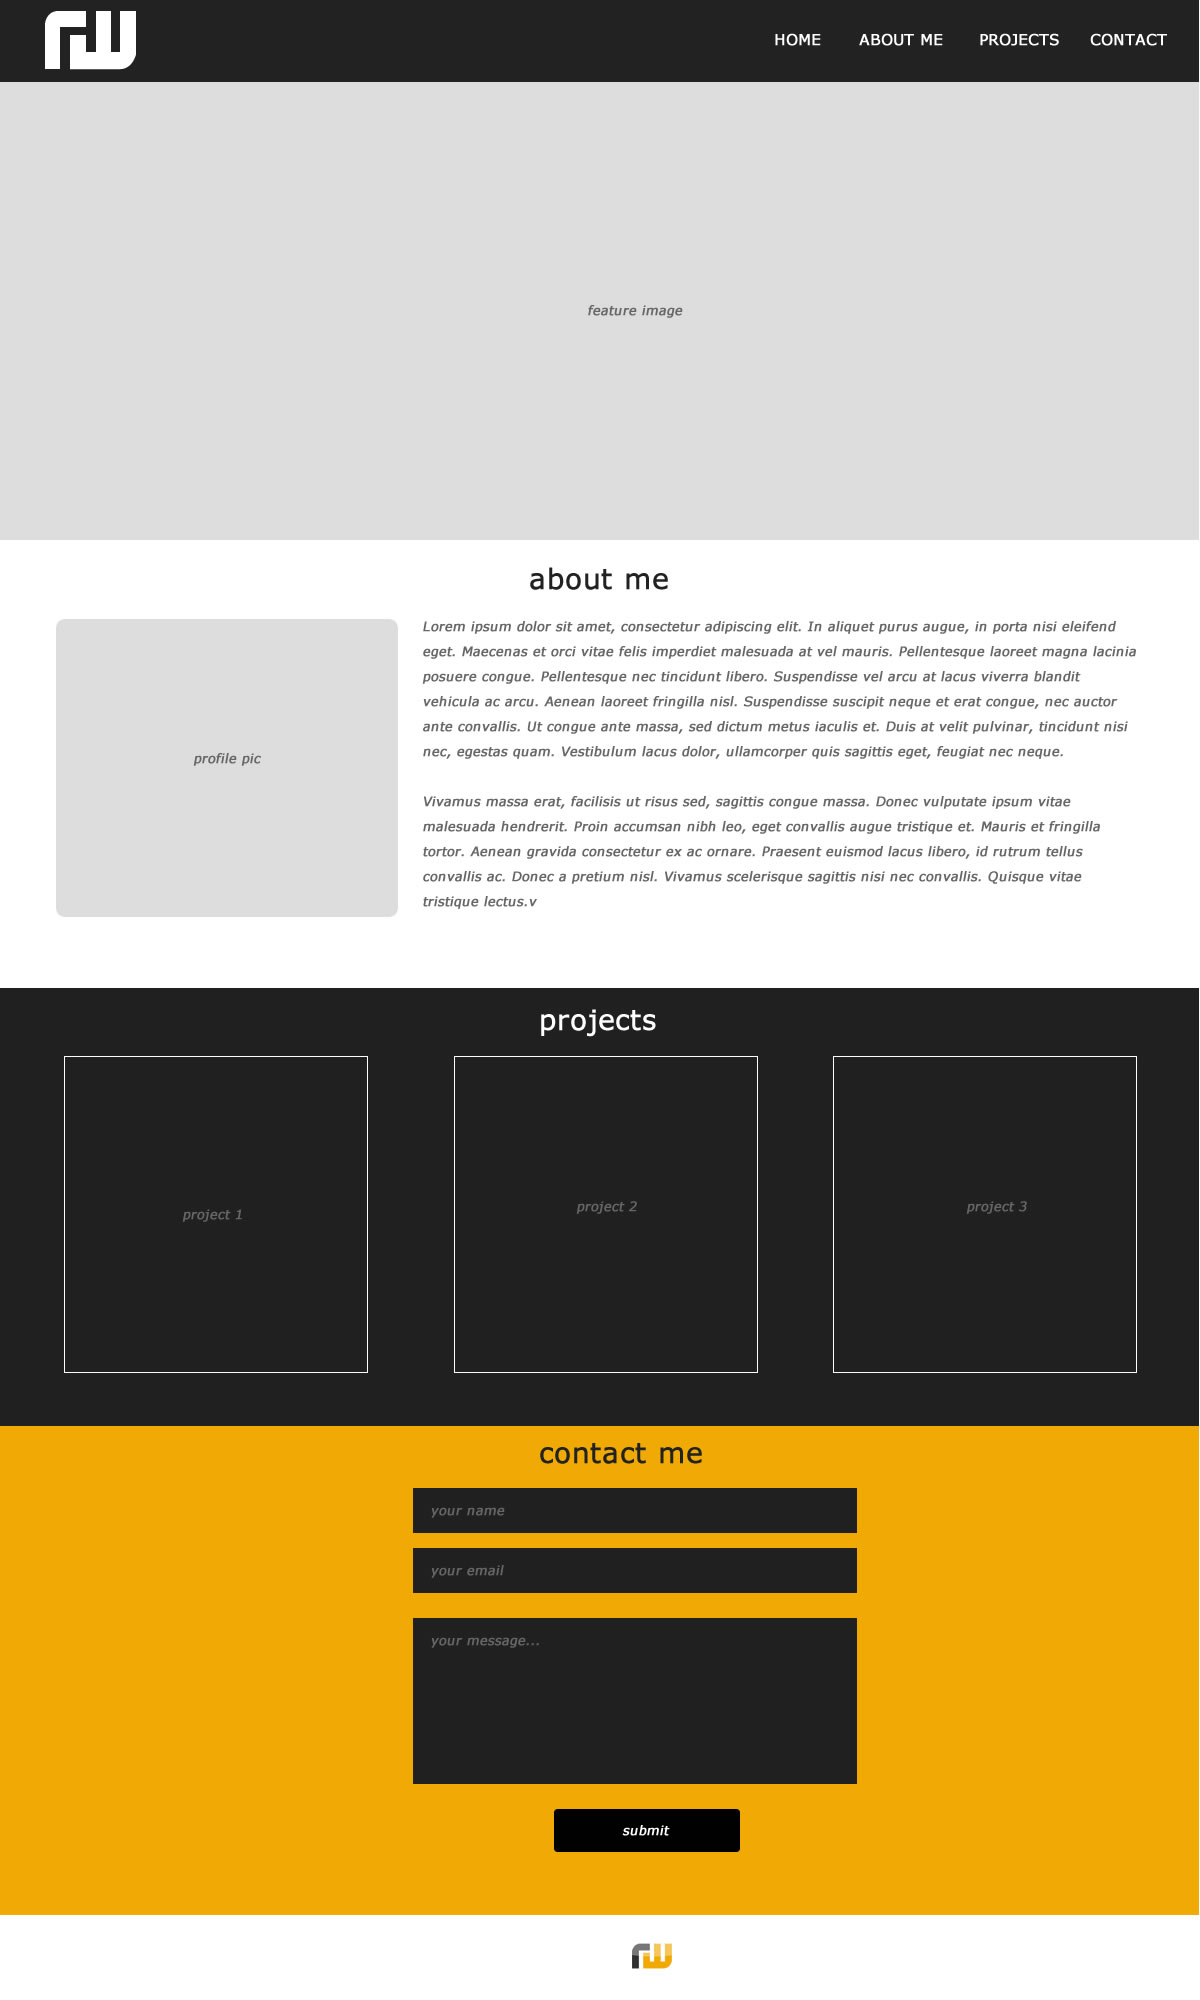 rw
HOME ABOUT ME PROJECTS CONTACT
feature image
about me
profile pic
Lorem ipsum dolor sit amet, consectetur adipiscing elit. In aliquet purus augue, in porta nisi eleifend
eget. Maecenas et orci vitae felis imperdiet malesuada at vel mauris. Pellentesque laoreet magna lacinia
posuere congue. Pellentesque nec tincidunt libero. Suspendisse vel arcu at lacus viverra blandit
vehicula ac arcu. Aenean laoreet fringilla nisl. Suspendisse suscipit neque et erat congue, nec auctor
ante convallis. Ut congue ante massa, sed dictum metus iaculis et. Duis at velit pulvinar, tincidunt nisi
nec, egestas quam. Vestibulum lacus dolor, ullamcorper quis sagittis eget, feugiat nec neque.
Vivamus massa erat, facilisis ut risus sed, sagittis congue massa. Donec vulputate ipsum vitae
malesuada hendrerit. Proin accumsan nibh leo, eget convallis augue tristique et. Mauris et fringilla
tortor. Aenean gravida consectetur ex ac ornare. Praesent euismod lacus libero, id rutrum tellus
convallis ac. Donec a pretium nisl. Vivamus scelerisque sagittis nisi nec convallis. Quisque vitae
tristique lectus.v
projects
project 1
project 2
project 3
contact me
your name
your email
your message...
submit
rw